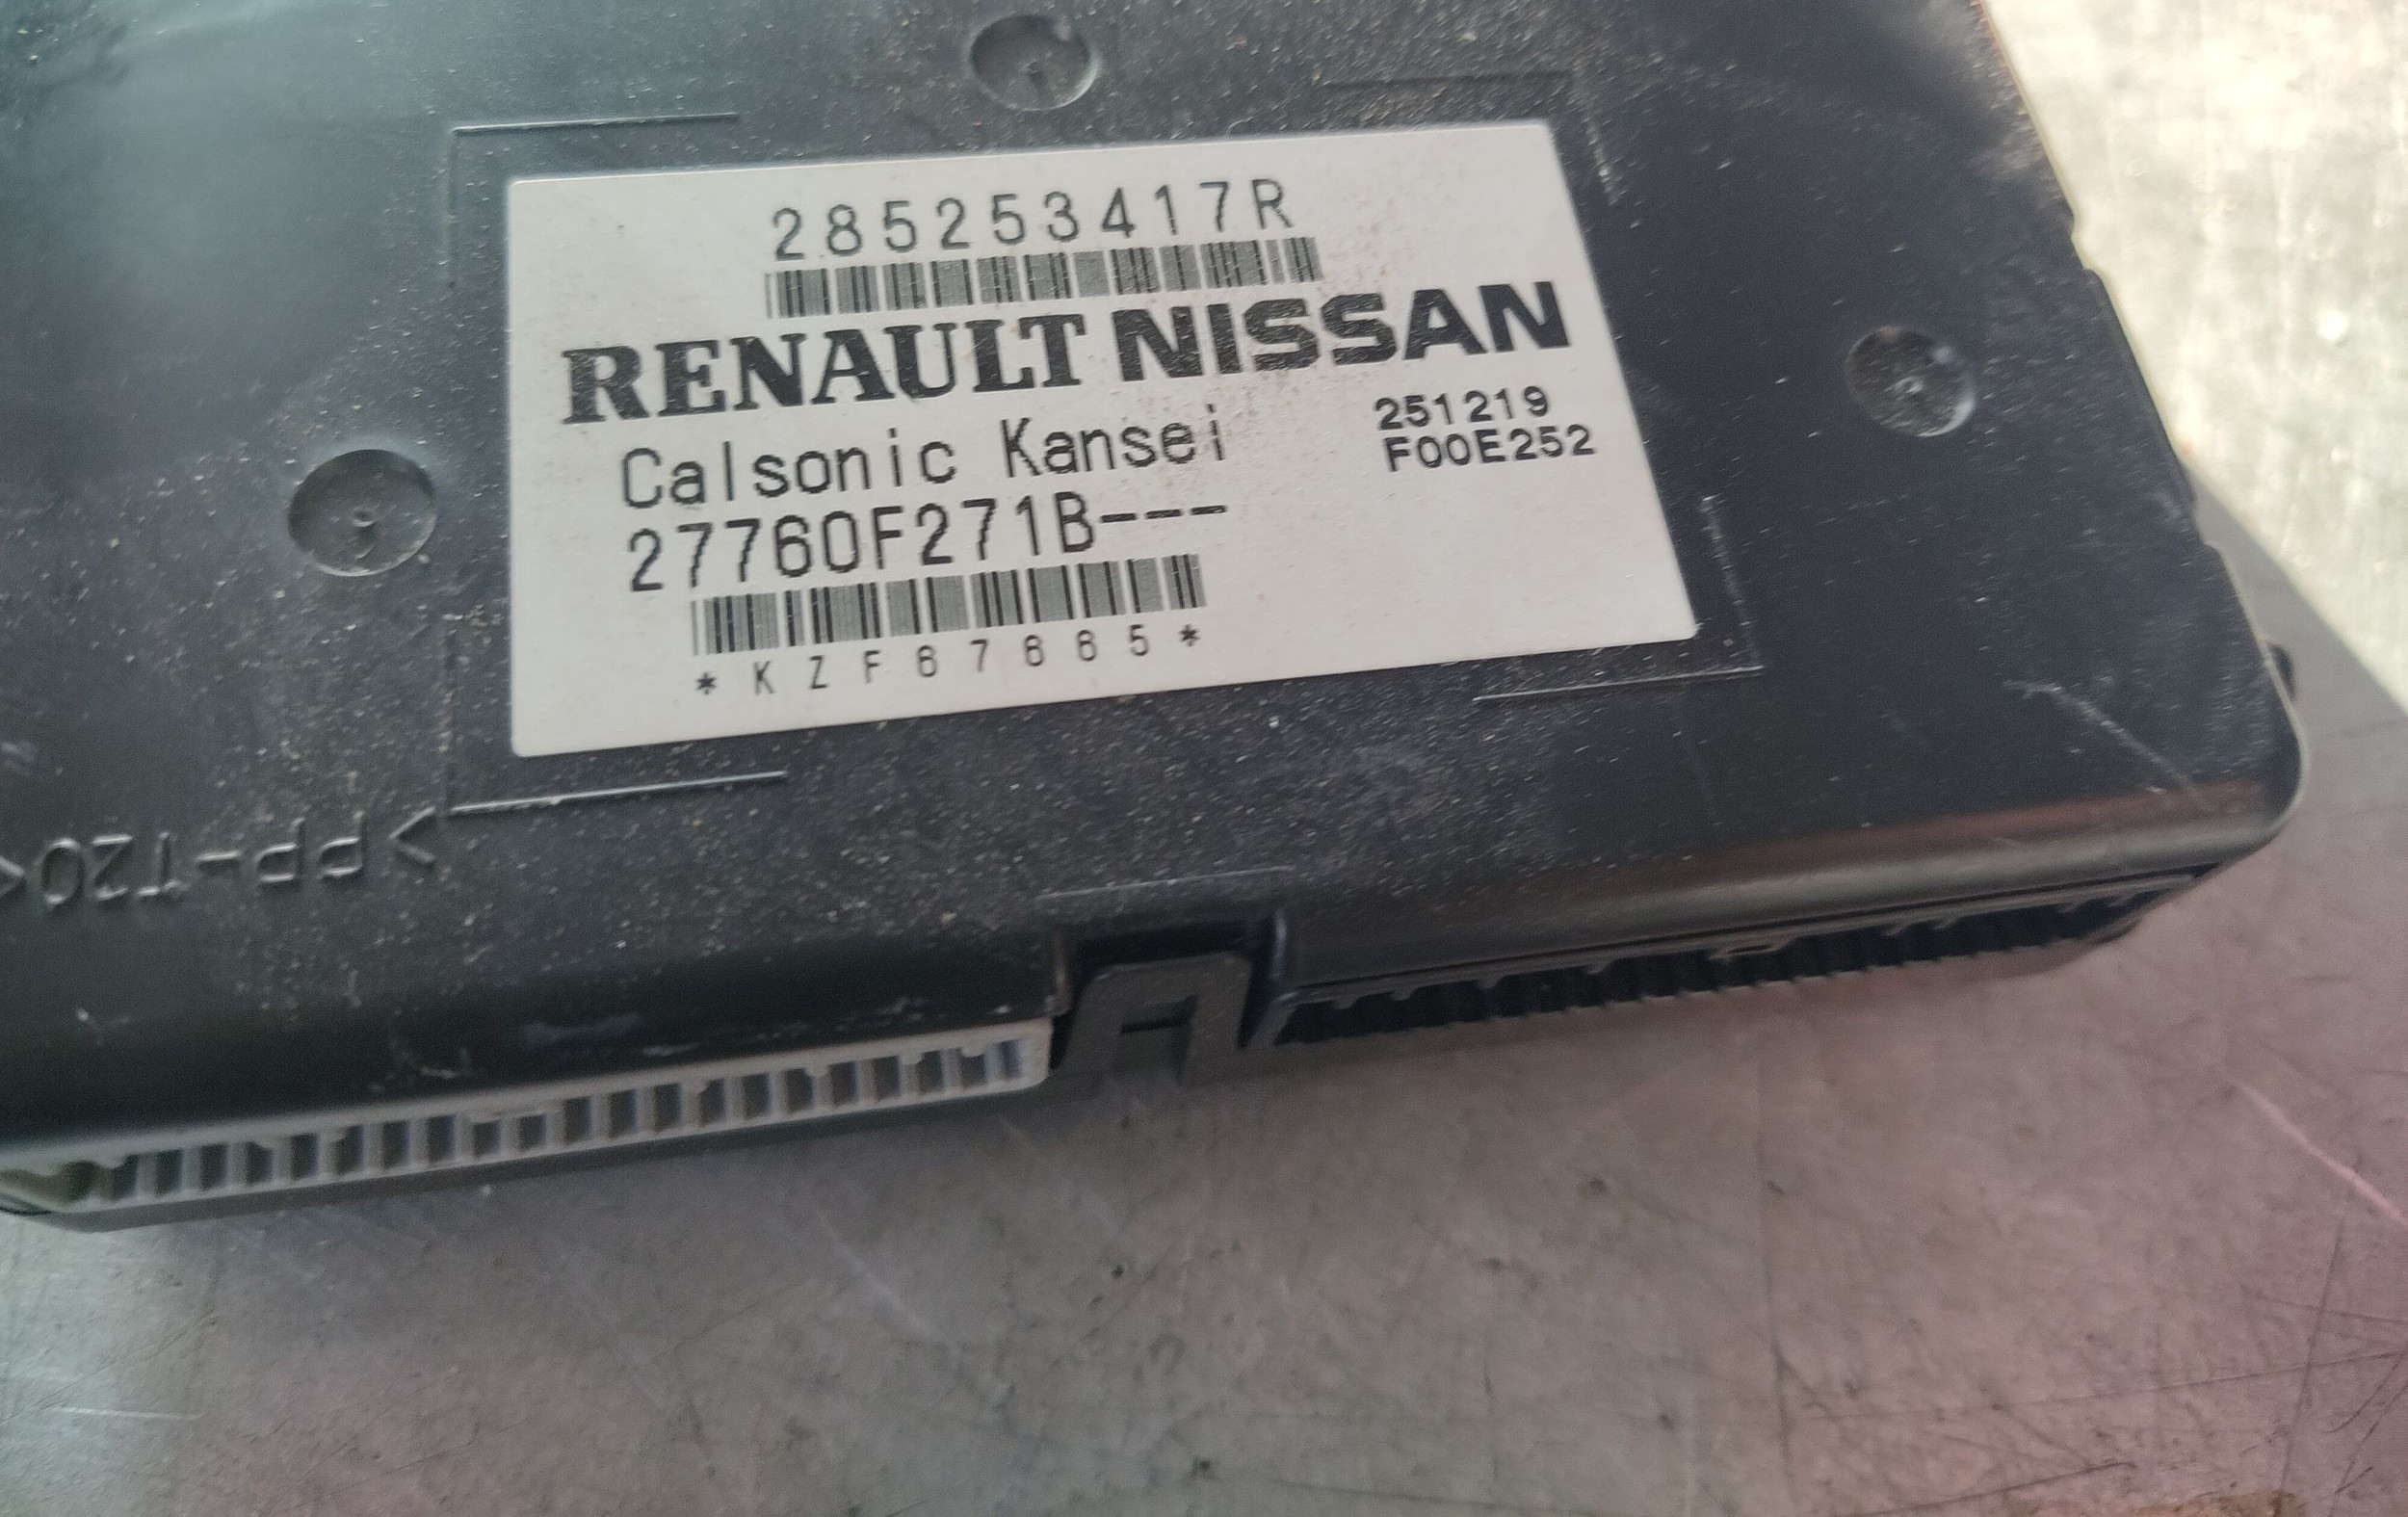 285253417R
RENAULT NISSAN
Calsonic Kansei
251219
F00E252
27760F271B---
*KZF67665*
>PP-T20<